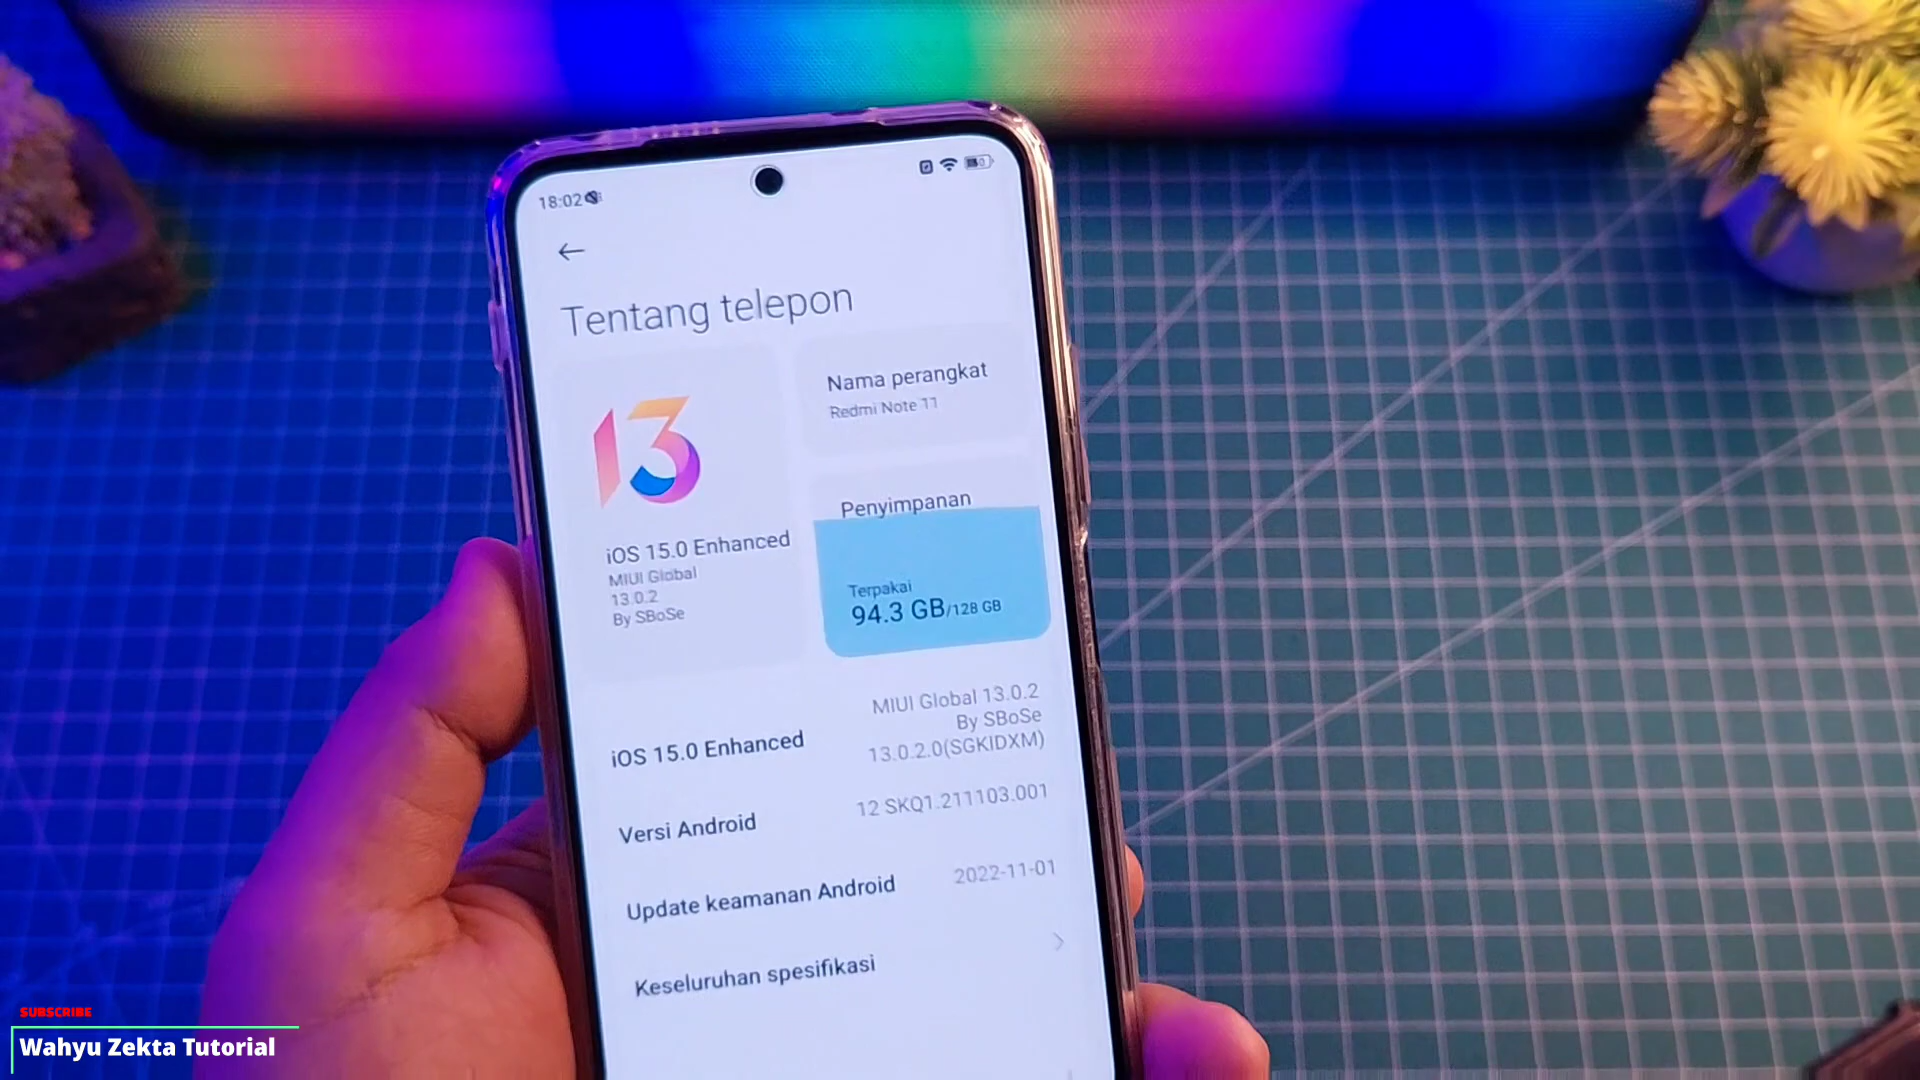 18:02
Tentang telepon
13
iOS 15.0 Enhanced
MIUI Global
13.0.2
By SBoSe
Nama perangkat
Redmi Note 11
Penyimpanan
Terpakai
94.3 GB/128 GB
iOS 15.0 Enhanced
MIUI Global 13.0.2
By SBoSe
13.0.2.0(SGKIDXM)
Versi Android
12 SKQ1.211103.001
Update keamanan Android
2022-11-01
Keseluruhan spesifikasi
SUBSCRIBE
Wahyu Zekta Tutorial